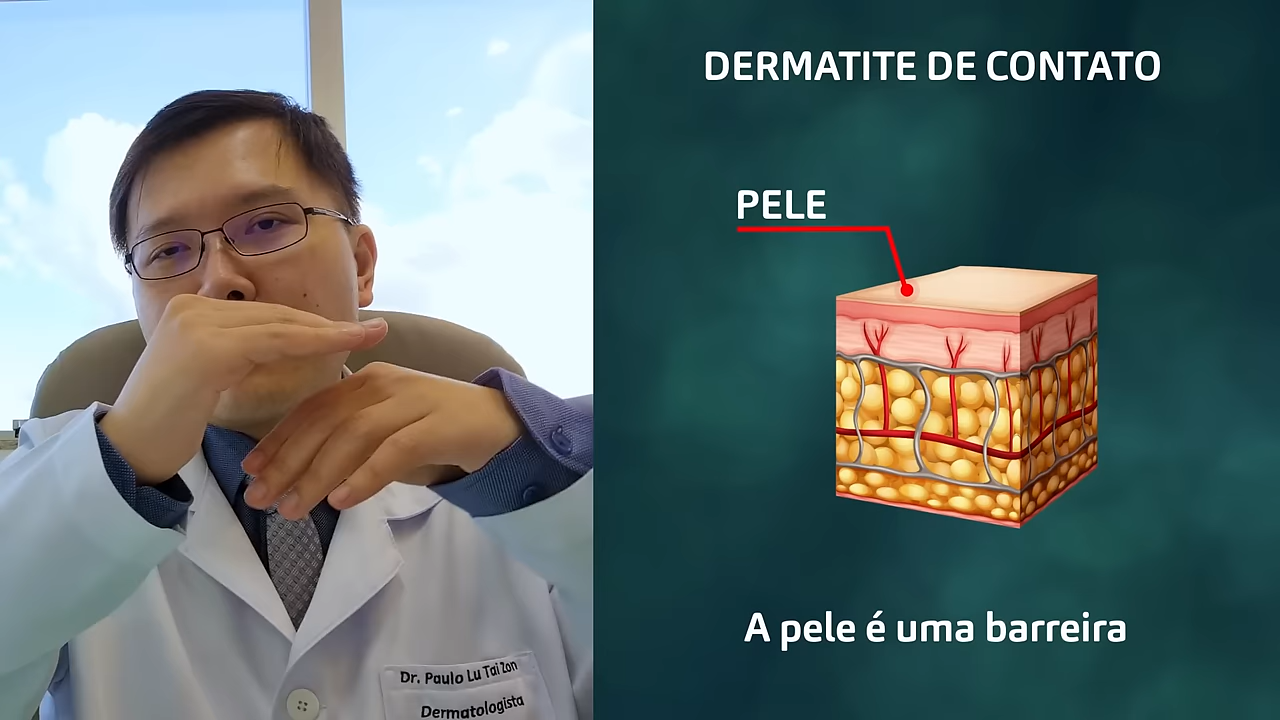 DERMATITE DE CONTATO
PELE
A pele é uma barreira
Dr. Paulo Lu Tai Zon
Dermatologista